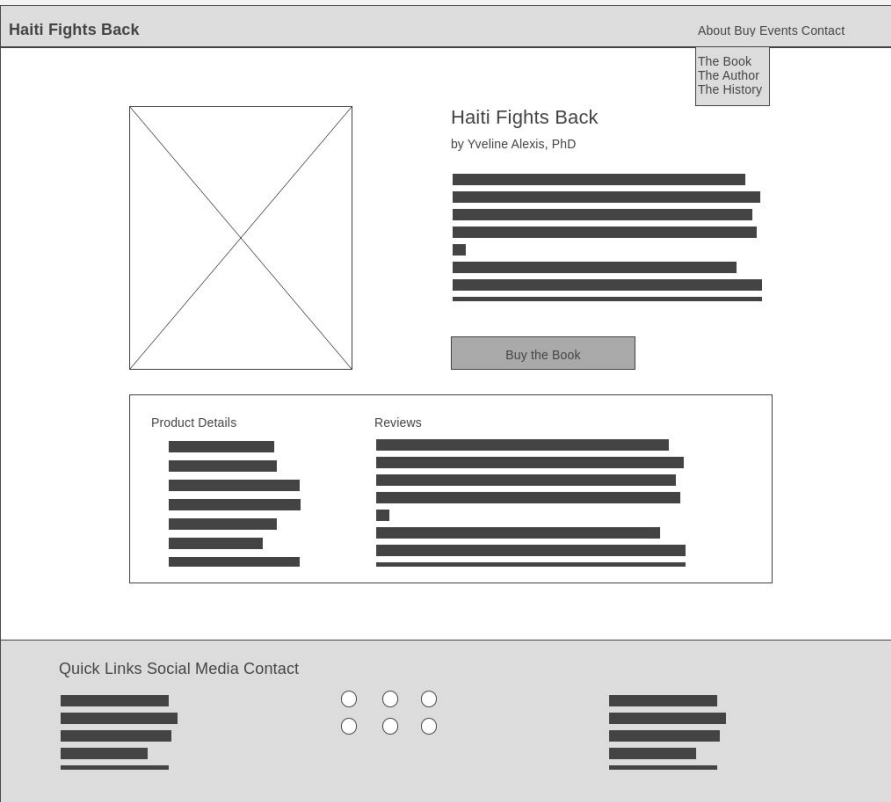 Haiti Fights Back
About Buy Events Contact
The Book
The Author
The History
Haiti Fights Back
by Yveline Alexis, PhD
Buy the Book
Product Details
Reviews
Quick Links Social Media Contact